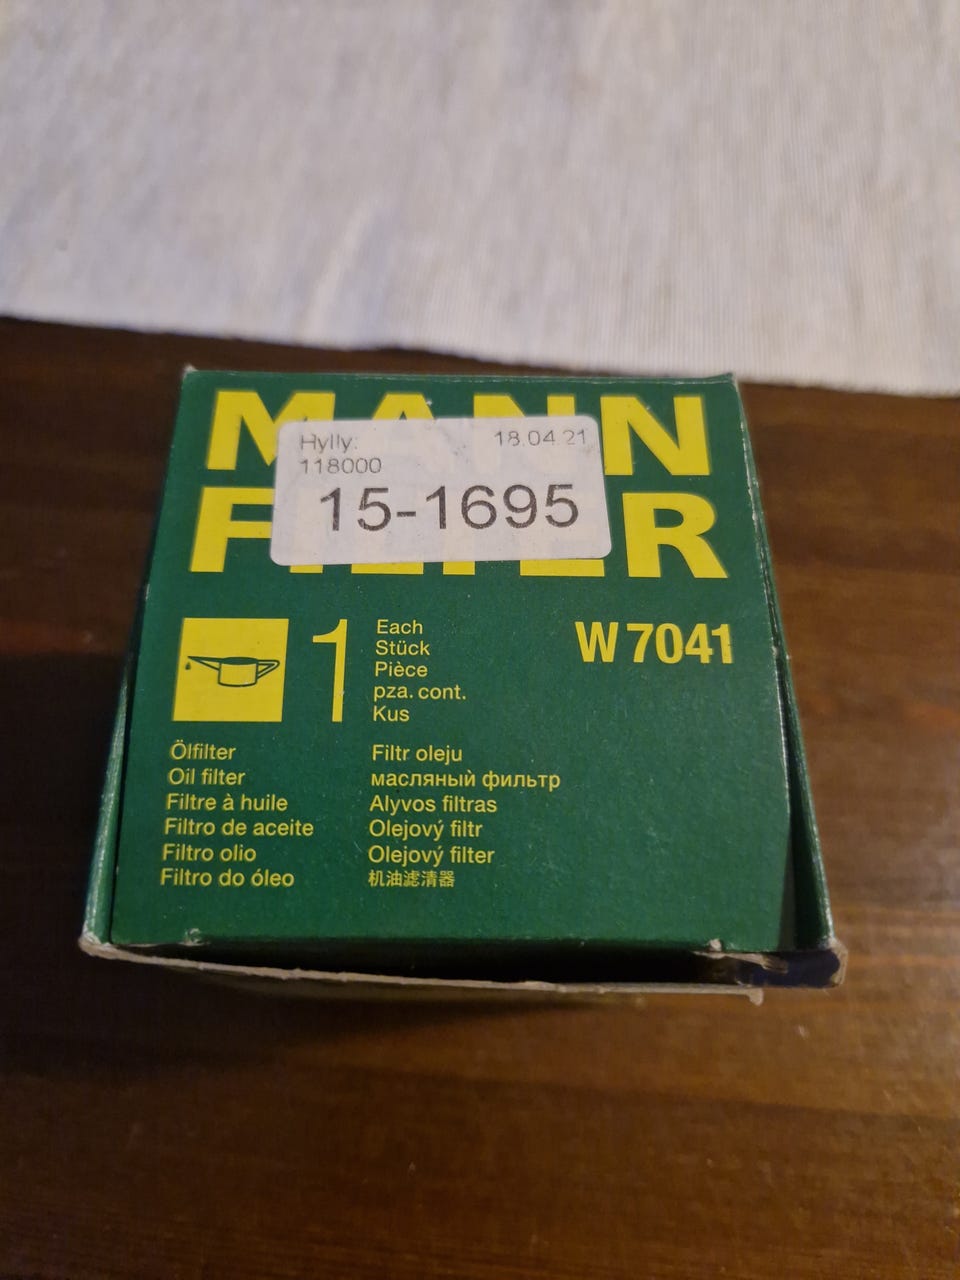 MANN
FILTER
Hylly:
18.04.21
118000
15-1695
1
Each
Stück
Pièce
pza. cont.
Kus
W 7041
Ölfilter
Oil filter
Filtre à huile
Filtro de aceite
Filtro olio
Filtro do óleo
Filtr oleju
масляный фильтр
Alyvos filtras
Olejový filtr
Olejový filter
机油滤清器